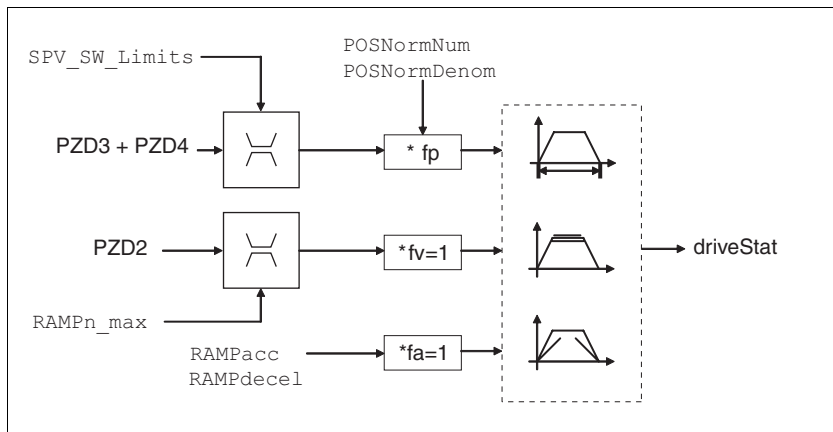 POSNormNum
POSNormDenom
SPV_SW_Limits
PZD3 + PZD4
* fp
PZD2
*fv=1
driveStat
RAMPn_max
RAMPacc
RAMPdecel
*fa=1